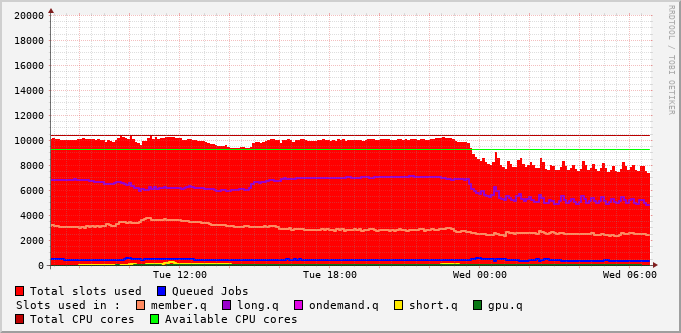 20000
18000
16000
14000
12000
10000
8000
6000
4000
2000
0
Tue 12:00 Tue 18:00 Wed 00:00 Wed 06:00
RRDTOOL / TOBI OETIKER
Total slots used Queued Jobs
Slots used in : member.q long.q ondemand.q short.q gpu.q
Total CPU cores Available CPU cores